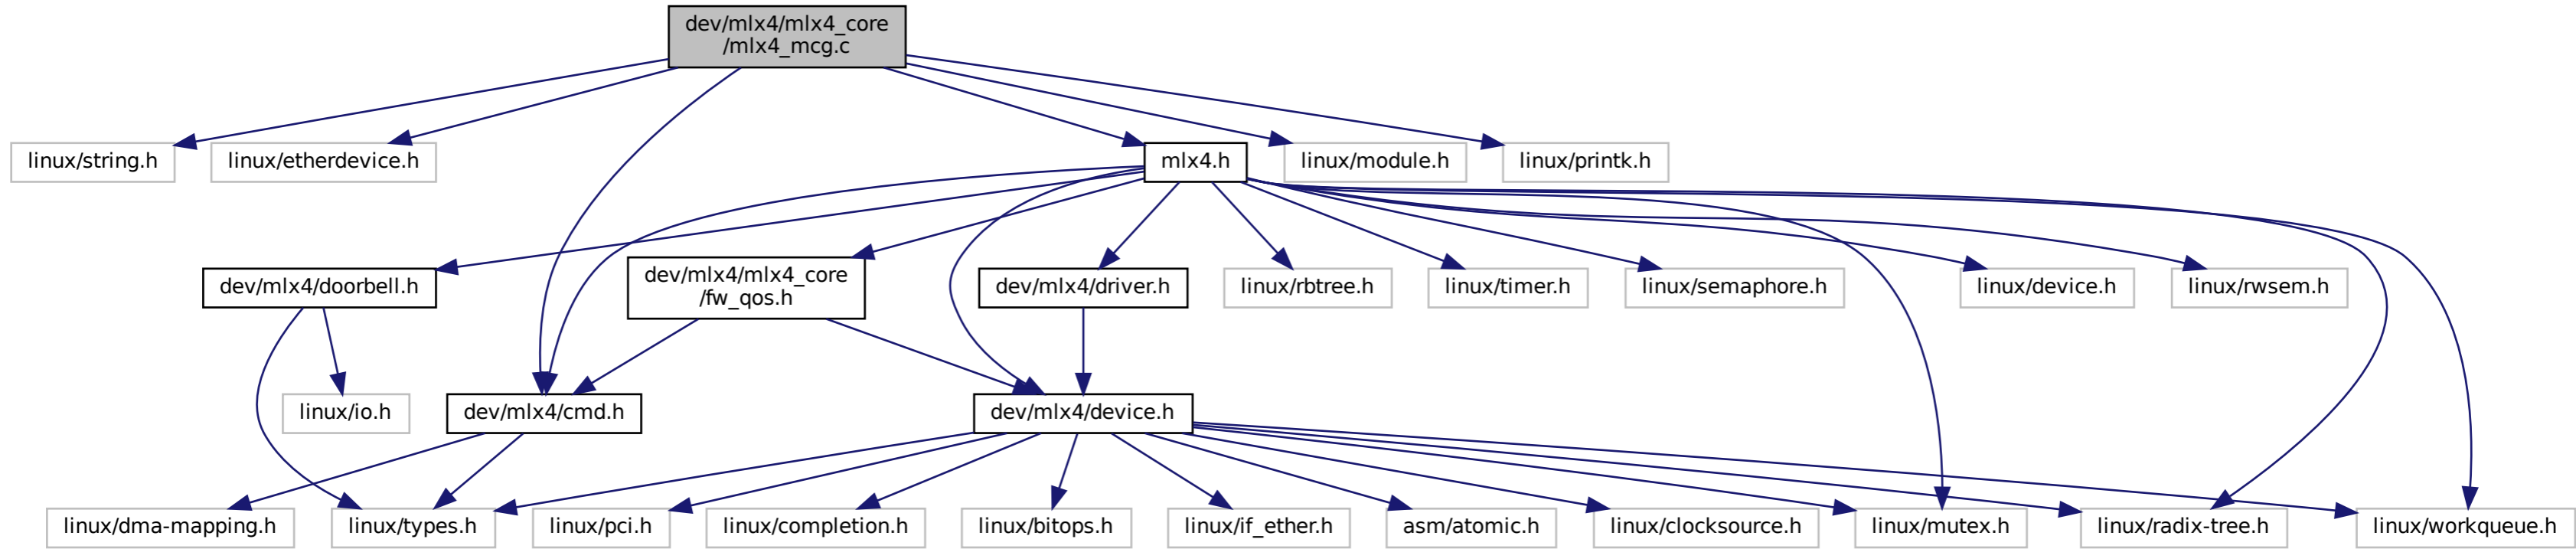 dev/mlx4/mlx4_core
/mlx4_mcg.c
linux/string.h
linux/etherdevice.h
mlx4.h
linux/module.h
linux/printk.h
dev/mlx4/doorbell.h
dev/mlx4/mlx4_core
/fw_qos.h
dev/mlx4/driver.h
linux/rbtree.h
linux/timer.h
linux/semaphore.h
linux/device.h
linux/rwsem.h
linux/io.h
dev/mlx4/cmd.h
dev/mlx4/device.h
linux/dma-mapping.h
linux/types.h
linux/pci.h
linux/completion.h
linux/bitops.h
linux/if_ether.h
asm/atomic.h
linux/clocksource.h
linux/mutex.h
linux/radix-tree.h
linux/workqueue.h